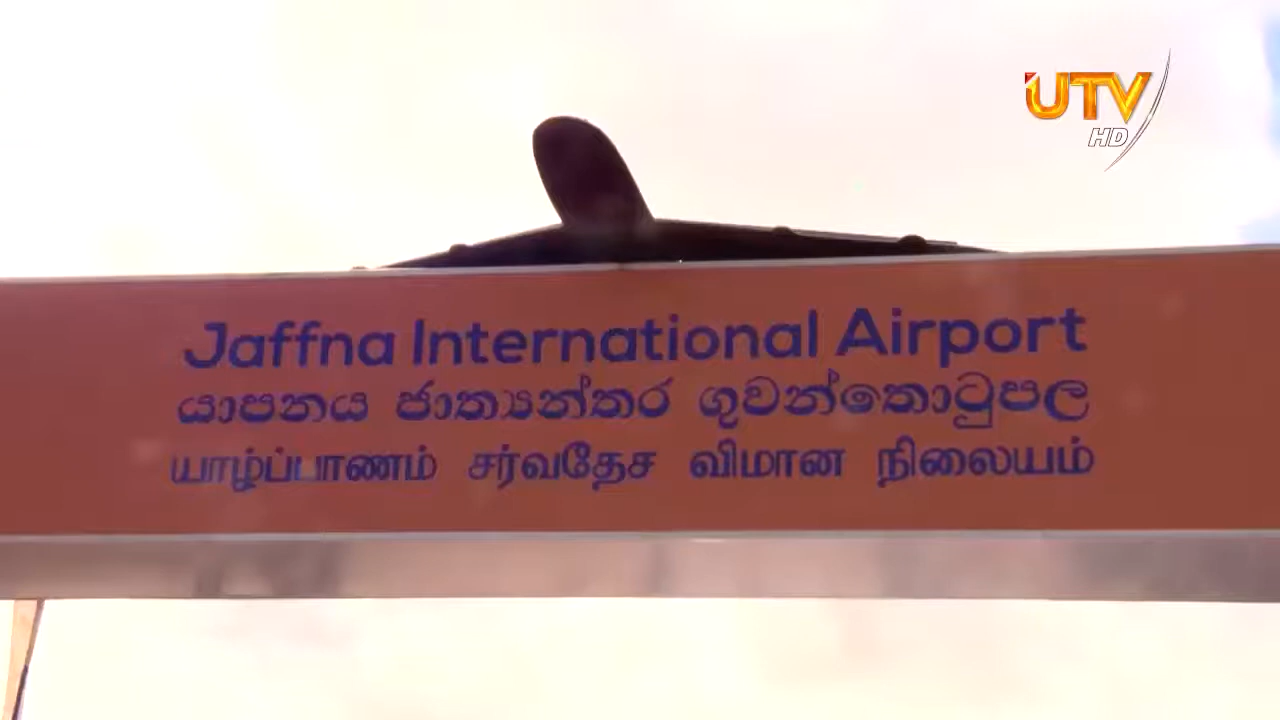 UTV
HD
Jaffna International Airport
යාපනය ජාත්‍යන්තර ගුවන්තොටුපල
யாழ்ப்பாணம் சர்வதேச விமான நிலையம்